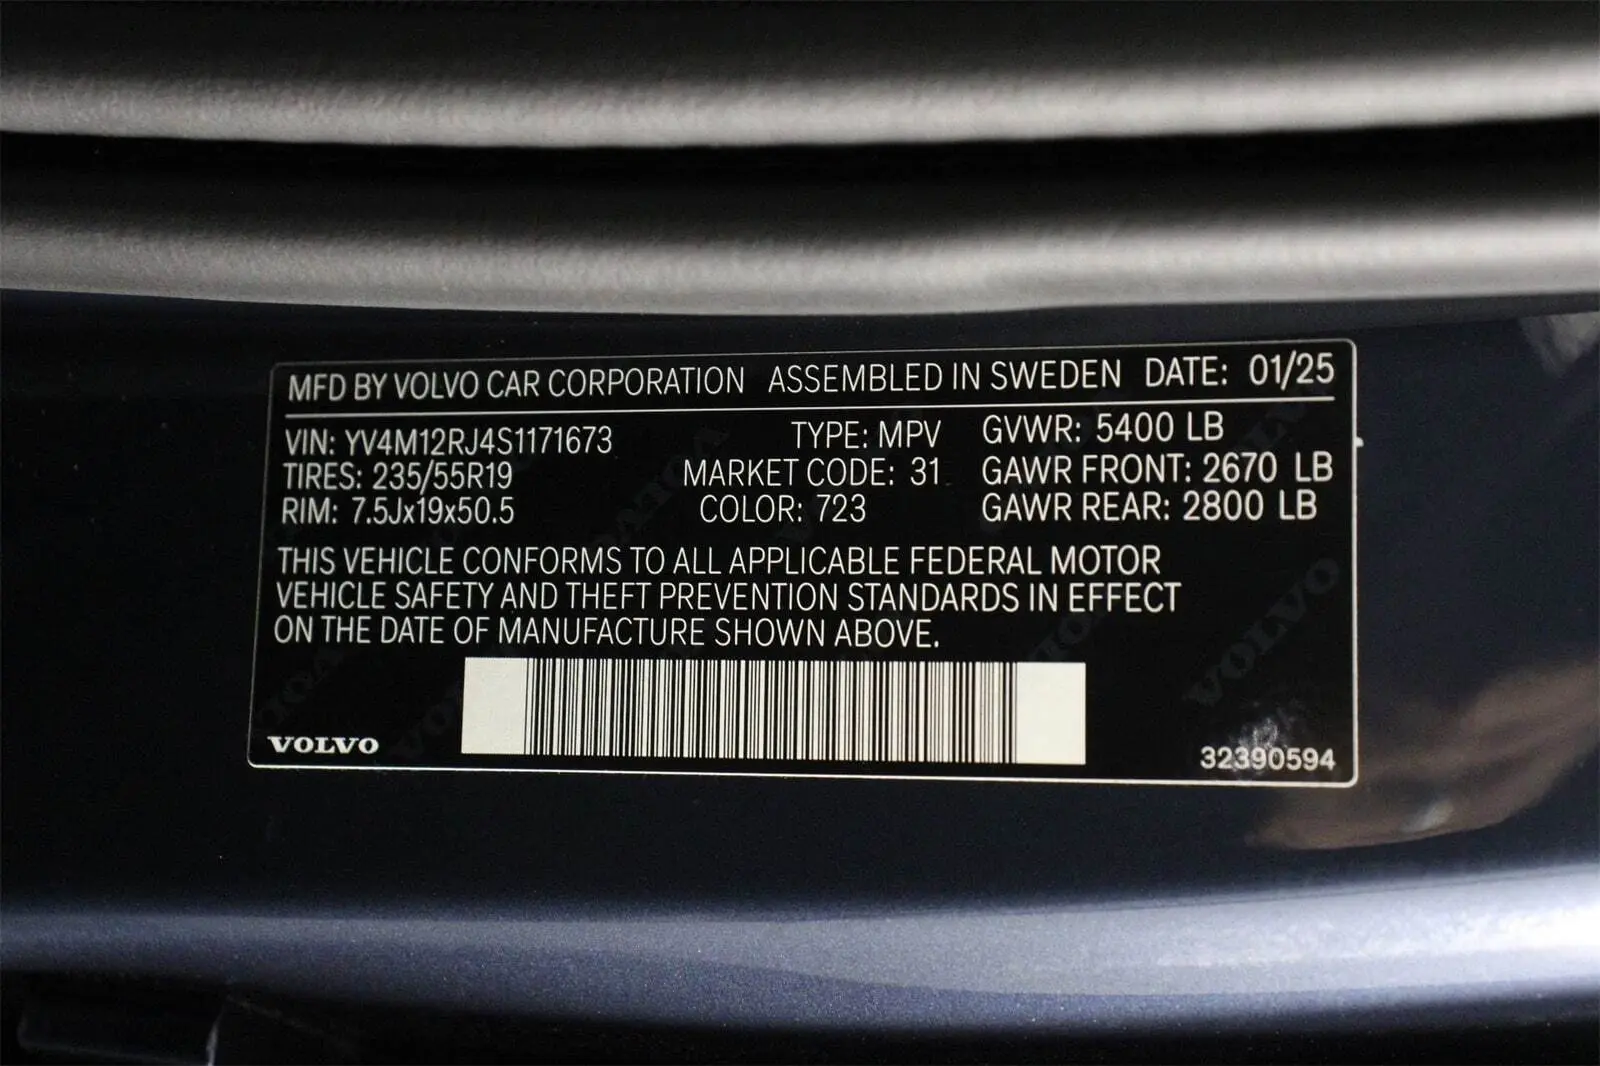 MFD BY VOLVO CAR CORPORATION ASSEMBLED IN SWEDEN DATE: 01/25
VIN: YV4M12RJ4S1171673 TYPE: MPV GVWR: 5400 LB
TIRES: 235/55R19 MARKET CODE: 31 GAWR FRONT: 2670 LB
RIM: 7.5Jx19x50.5 COLOR: 723 GAWR REAR: 2800 LB
THIS VEHICLE CONFORMS TO ALL APPLICABLE FEDERAL MOTOR
VEHICLE SAFETY AND THEFT PREVENTION STANDARDS IN EFFECT
ON THE DATE OF MANUFACTURE SHOWN ABOVE.
VOLVO 32390594